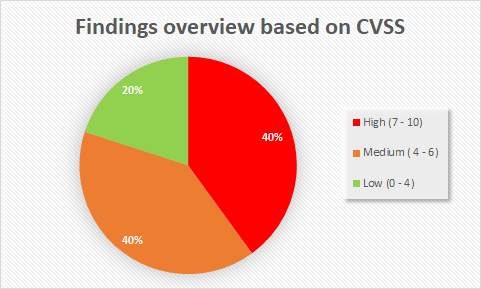 Findings overview based on CVSS
20%
40%
40%
High (7 - 10)
Medium ( 4 - 6)
Low (0 - 4)